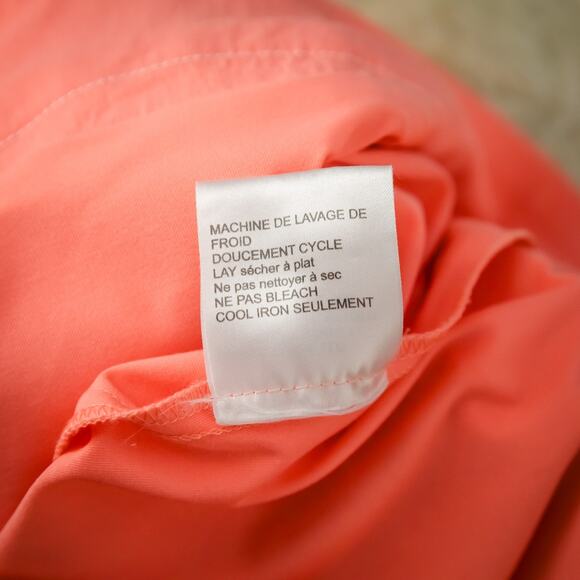 MACHINE DE LAVAGE DE
FROID
DOUCEMENT CYCLE
LAY sécher à plat
Ne pas nettoyer à sec
NE PAS BLEACH
COOL IRON SEULEMENT